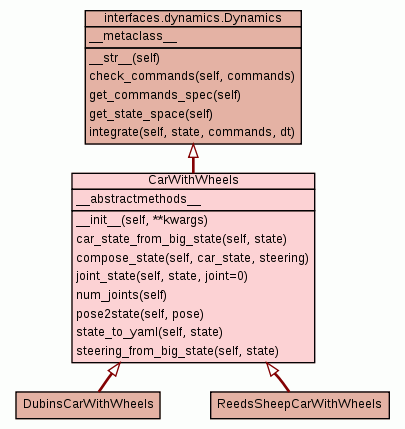 interfaces.dynamics.Dynamics
__metaclass__
__str__(self)
check_commands(self, commands)
get_commands_spec(self)
get_state_space(self)
integrate(self, state, commands, dt)
CarWithWheels
__abstractmethods__
__init__(self, **kwargs)
car_state_from_big_state(self, state)
compose_state(self, car_state, steering)
joint_state(self, state, joint=0)
num_joints(self)
pose2state(self, pose)
state_to_yaml(self, state)
steering_from_big_state(self, state)
DubinsCarWithWheels
ReedsSheepCarWithWheels